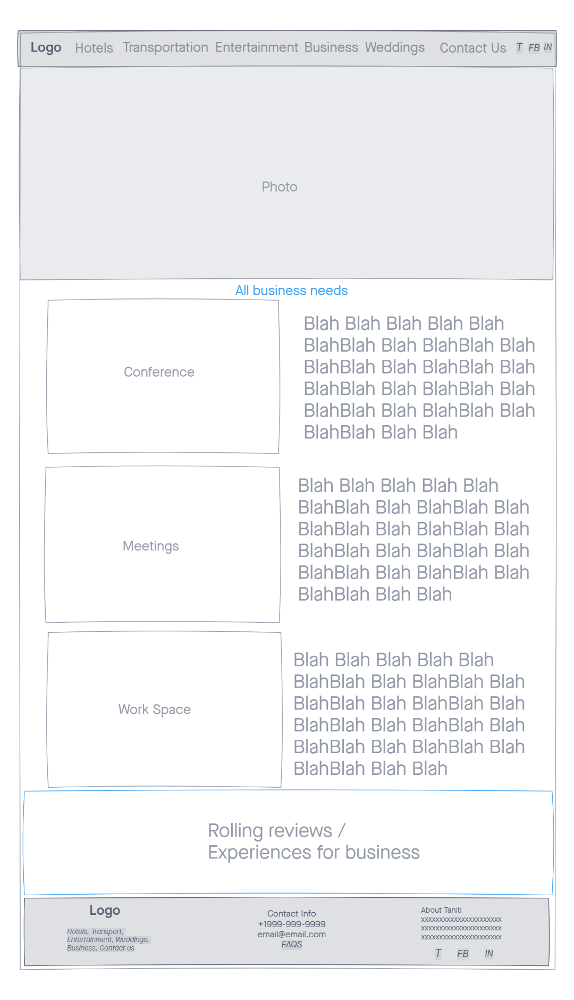 Logo Hotels Transportation Entertainment Business Weddings Contact Us T FB IN
Photo
All business needs
Conference
Blah Blah Blah Blah Blah
BlahBlah Blah BlahBlah Blah
BlahBlah Blah BlahBlah Blah
BlahBlah Blah BlahBlah Blah
BlahBlah Blah BlahBlah Blah
BlahBlah Blah Blah
Meetings
Blah Blah Blah Blah Blah
BlahBlah Blah BlahBlah Blah
BlahBlah Blah BlahBlah Blah
BlahBlah Blah BlahBlah Blah
BlahBlah Blah BlahBlah Blah
BlahBlah Blah Blah
Work Space
Blah Blah Blah Blah Blah
BlahBlah Blah BlahBlah Blah
BlahBlah Blah BlahBlah Blah
BlahBlah Blah BlahBlah Blah
BlahBlah Blah BlahBlah Blah
BlahBlah Blah Blah
Rolling reviews /
Experiences for business
Logo
Hotels, Transport,
Entertainment, Weddings,
Business, Contact us
Contact Info
+1999-999-9999
email@email.com
FAQS
About Taniti
xxxxxxxxxxxxxxxxxxxxxx
xxxxxxxxxxxxxxxxxxxxxx
xxxxxxxxxxxxxxxxxxxxxx
T FB IN